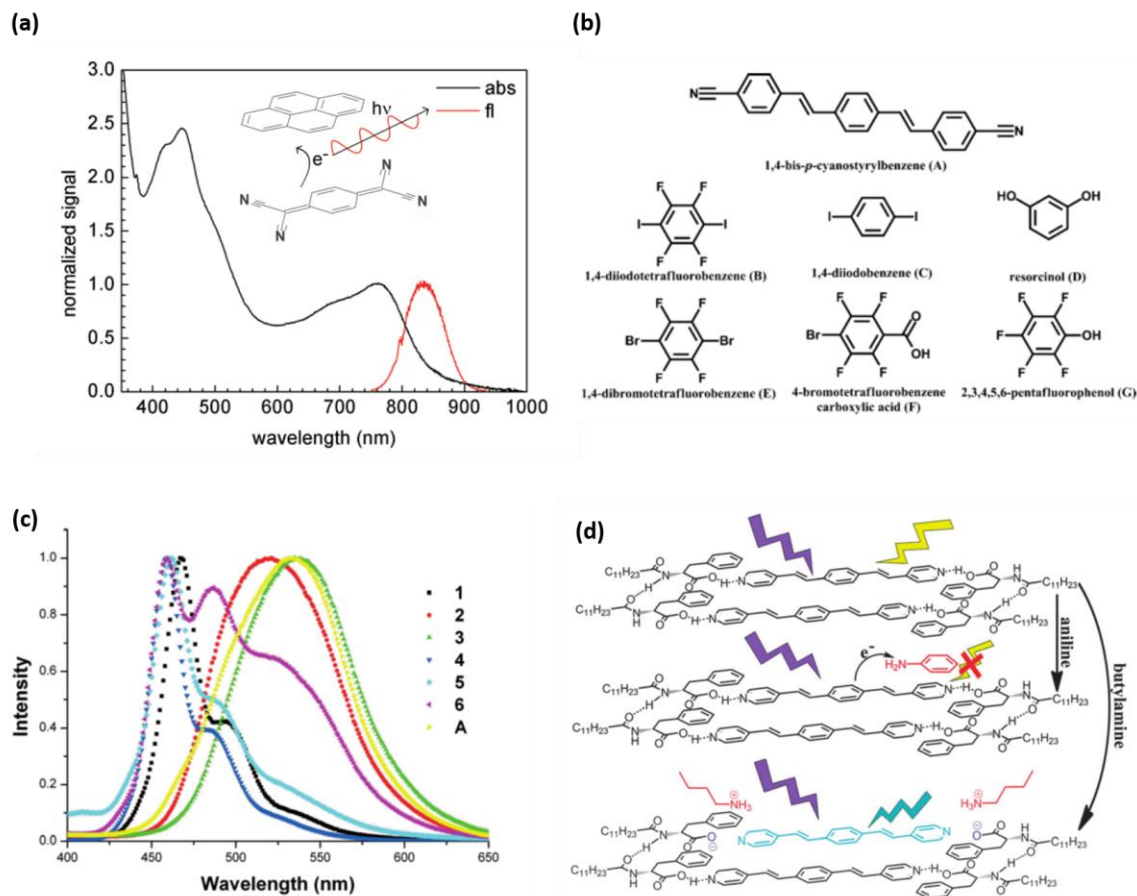 (a)
3.0
2.5
2.0
1.5
1.0
0.5
0.0
normalized signal
400 500 600 700 800 900 1000
wavelength (nm)
abs
fl
hν
e-
N
N
N
N
(b)
N
N
1,4-bis-p-cyanostyrylbenzene (A)
F F
I I
F F
1,4-diiodotetrafluorobenzene (B)
I I
1,4-diiodobenzene (C)
HO OH
resorcinol (D)
F F
Br Br
F F
1,4-dibromotetrafluorobenzene (E)
F F
Br O
F F OH
4-bromotetrafluorobenzene
carboxylic acid (F)
F F
F OH
F F
2,3,4,5,6-pentafluorophenol (G)
(c)
1.0
0.8
0.6
0.4
0.2
0.0
Intensity
400 450 500 550 600 650
Wavelength (nm)
1
2
3
4
5
6
A
(d)
C11H23 O N H O O H N N H O O N H O C11H23
C11H23 O N H O O H N N H O O N H O C11H23
aniline
butylamine
e-
H2N
C11H23 O N H O O H N N H O O N H O C11H23
C11H23 O N H O O H N N H O O N H O C11H23
NH3 ⊕
⊕ H3N
C11H23 O N H O O ⊖ N N ⊖ O O N H O C11H23
C11H23 O N H O O H N N H O O N H O C11H23